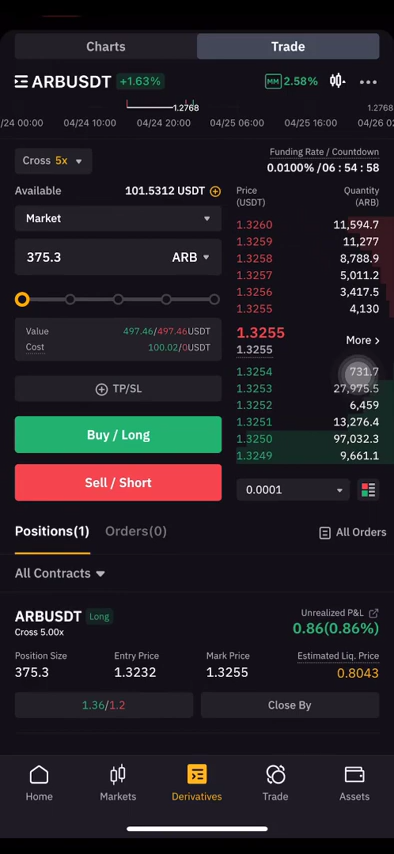 Charts
Trade
ARBUSDT +1.63%
MM 2.58%
1.2768
1.2768
/24 00:00 04/24 10:00 04/24 20:00 04/25 06:00 04/25 16:00 04/26 02
Cross 5x
Funding Rate / Countdown
0.0100% /06 : 54 : 58
Available 101.5312 USDT
Market
375.3 ARB
Value 497.46/497.46USDT
Cost 100.02/0USDT
TP/SL
Buy / Long
Sell / Short
Price Quantity
(USDT) (ARB)
1.3260 11,594.7
1.3259 11,277
1.3258 8,788.9
1.3257 5,011.2
1.3256 3,417.5
1.3255 4,130
1.3255
1.3255
More
1.3254 731.7
1.3253 27,975.5
1.3252 6,459
1.3251 13,276.4
1.3250 97,032.3
1.3249 9,661.1
0.0001
Positions(1) Orders(0) All Orders
All Contracts
ARBUSDT Long
Cross 5.00x
Unrealized P&L
0.86(0.86%)
Position Size Entry Price Mark Price Estimated Liq. Price
375.3 1.3232 1.3255 0.8043
1.36/1.2
Close By
Home Markets Derivatives Trade Assets